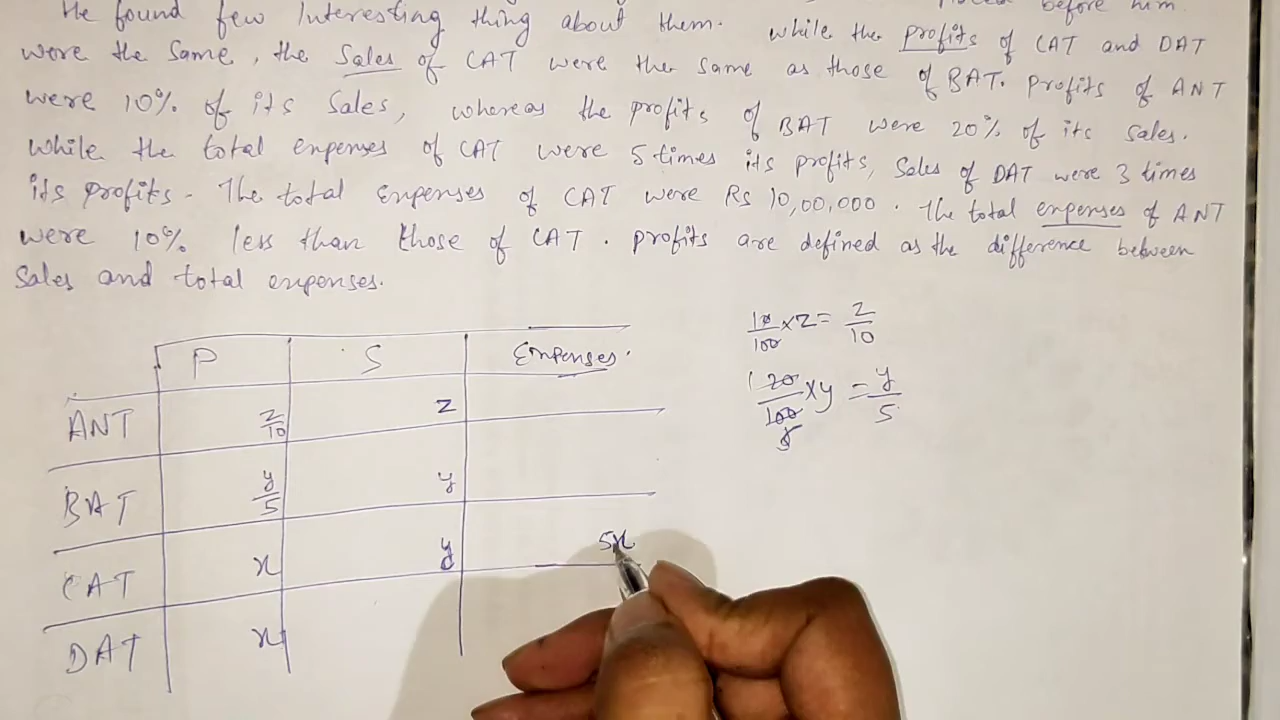 He found few Interesting thing about them. While the profits of CAT and DAT
were the same, the Sales of CAT were the same as those of BAT. Profits of ANT
were 10% of its Sales, whereas the profits of BAT were 20% of its sales.
While the total expenses of CAT were 5 times its profits, Sales of DAT were 3 times
its profits. The total Expenses of CAT were Rs 10,00,000. The total expenses of ANT
were 10% less than those of CAT. profits are defined as the difference between
Sales and total expenses.
10/100 × z = z/10
1 20/100 × y = y/5
5
P S Expenses.
ANT z/10 z
BAT y/5 y
CAT x y 5x
DAT x